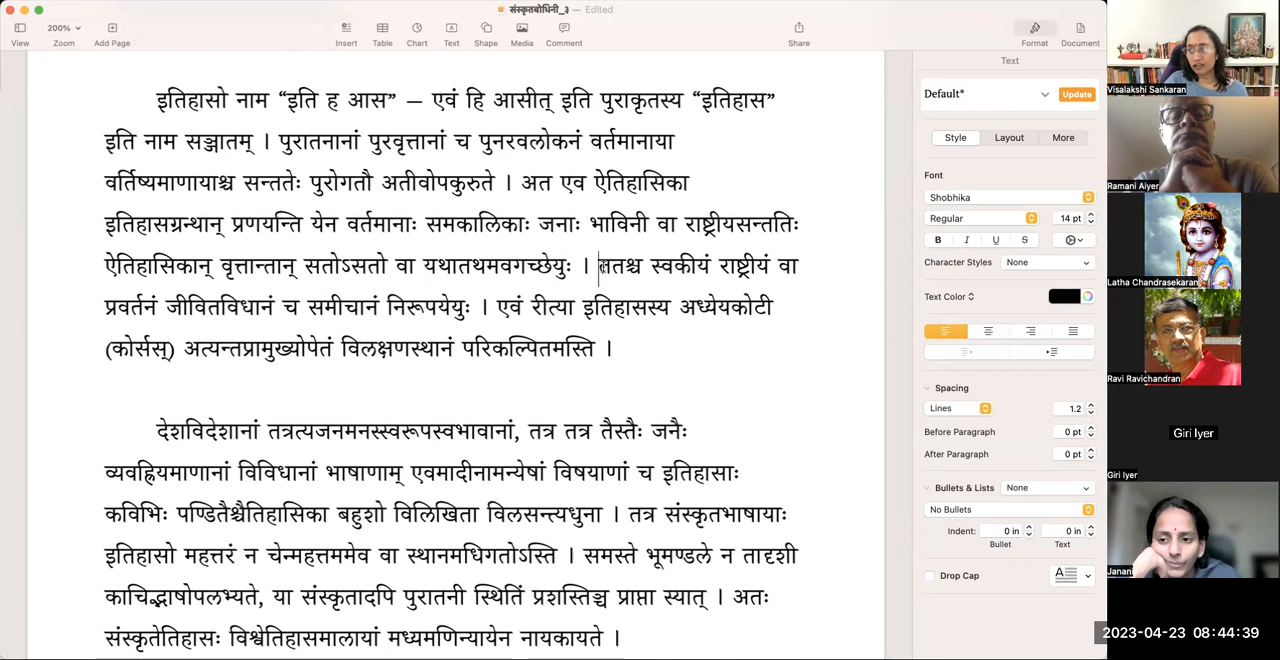 संस्कृतबोधिनी_३ — Edited
View
200%
Zoom
Add Page
Insert
Table
Chart
Text
Shape
Media
Comment
Share
Format
Document
इतिहासो नाम “इति ह आस” – एवं हि आसीत् इति पुराकृतस्य “इतिहास”
इति नाम सञ्जातम् । पुरातनानां पुरवृत्तानां च पुनरवलोकनं वर्तमानाया
वर्तिष्यमाणायाश्च सन्ततेः पुरोगतौ अतीवोपकुरुते । अत एव ऐतिहासिका
इतिहासग्रन्थान् प्रणयन्ति येन वर्तमानाः समकालिकाः जनाः भाविनी वा राष्ट्रीयसन्ततिः
ऐतिहासिकान् वृत्तान्तान् सतोऽसतो वा यथातथमवगच्छेयुः । ततश्च स्वकीयं राष्ट्रीयं वा
प्रवर्तनं जीवितविधानं च समीचानं निरूपयेयुः । एवं रीत्या इतिहासस्य अध्येयकोटी
(कोर्सस्) अत्यन्तप्रामुख्योपेतं विलक्षणस्थानं परिकल्पितमस्ति ।
देशविदेशानां तत्रत्यजनमनस्स्वरूपस्वभावानां, तत्र तत्र तैस्तैः जनैः
व्यवह्रियमाणानां विविधानां भाषाणाम् एवमादीनामन्येषां विषयाणां च इतिहासाः
कविभिः पण्डितैश्चैतिहासिका बहुशो विलिखिता विलसन्त्यधुना । तत्र संस्कृतभाषायाः
इतिहासो महत्तरं न चेन्महत्तममेव वा स्थानमधिगतोऽस्ति । समस्ते भूमण्डले न तादृशी
काचिद्भाषोपलभ्यते, या संस्कृतादपि पुरातनी स्थितिं प्रशस्तिञ्च प्राप्ता स्यात् । अतः
संस्कृतेतिहासः विश्वेतिहासमालायां मध्यमणिन्यायेन नायकायते ।
Text
Default*
Update
Style
Layout
More
Font
Shobhika
Regular
14 pt
B I U S
Character Styles
None
Text Color
Spacing
Lines
1.2
Before Paragraph
0 pt
After Paragraph
0 pt
Bullets & Lists
None
No Bullets
Indent:
0 in
0 in
Bullet
Text
Drop Cap
Visalakshi Sankaran
Ramani Aiyer
Latha Chandrasekaran
Ravi Ravichandran
Giri Iyer
Giri Iyer
Janani
2023-04-23 08:44:39